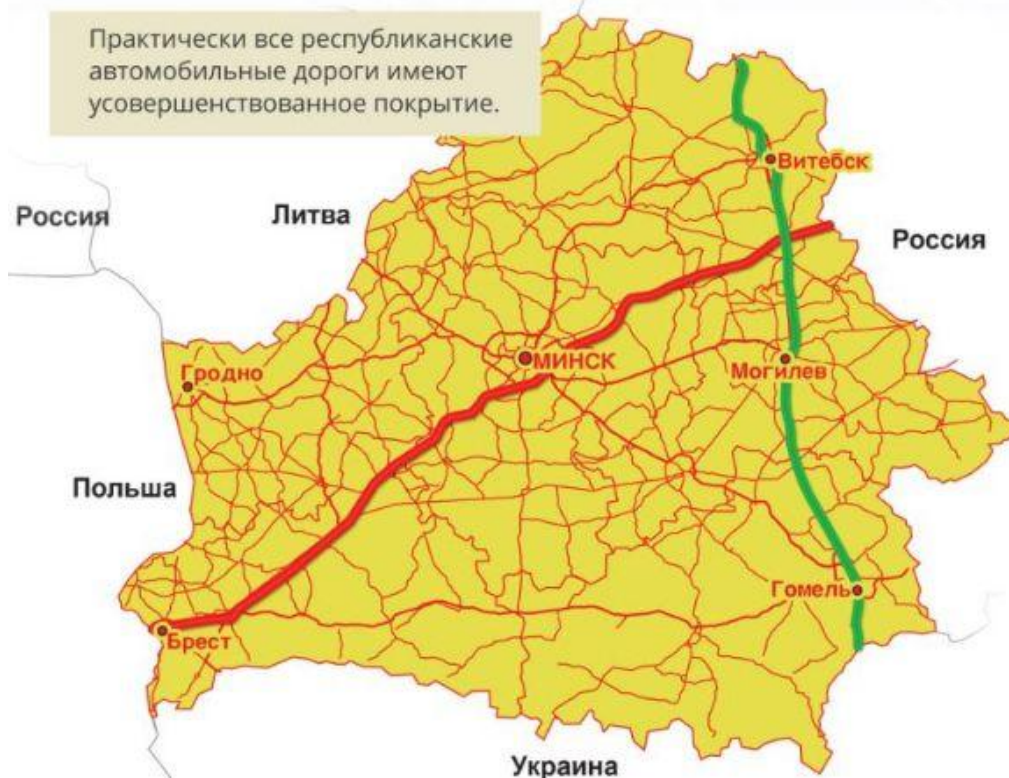 Практически все республиканские
автомобильные дороги имеют
усовершенствованное покрытие.
Витебск
Россия
Литва
Россия
МИНСК
Могилев
Гродно
Польша
Гомель
Брест
Украина